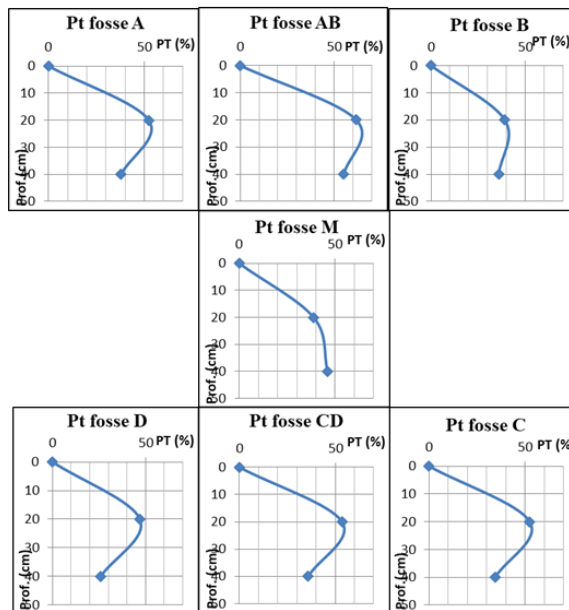 Pt fosse A
0 50 PT (%)
0
10
20
30
40
50
Prof.(cm)
Pt fosse AB
0 50 PT (%)
0
10
20
30
40
50
Prof.(cm)
Pt fosse B
0 50 PT (%)
0
10
20
30
40
50
Prof.(cm)
Pt fosse M
0 50 PT (%)
0
10
20
30
40
50
Prof.(cm)
Pt fosse D
0 50 PT (%)
0
10
20
30
40
50
Prof.(cm)
Pt fosse CD
0 50 PT (%)
0
10
20
30
40
50
Prof.(cm)
Pt fosse C
0 50 PT (%)
0
10
20
30
40
50
Prof.(cm)